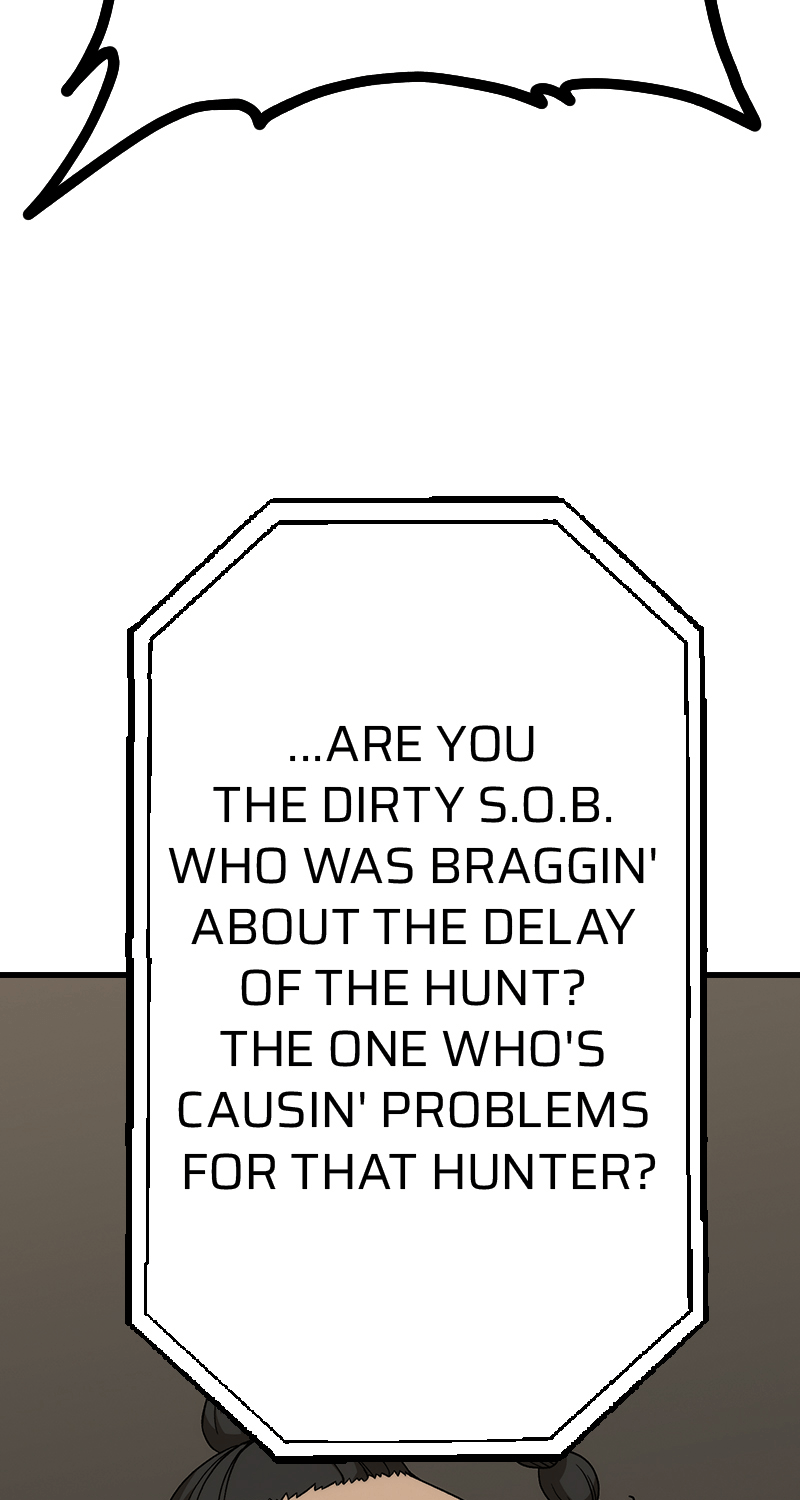 ...ARE YOU
THE DIRTY S.O.B.
WHO WAS BRAGGIN'
ABOUT THE DELAY
OF THE HUNT?
THE ONE WHO'S
CAUSIN' PROBLEMS
FOR THAT HUNTER?